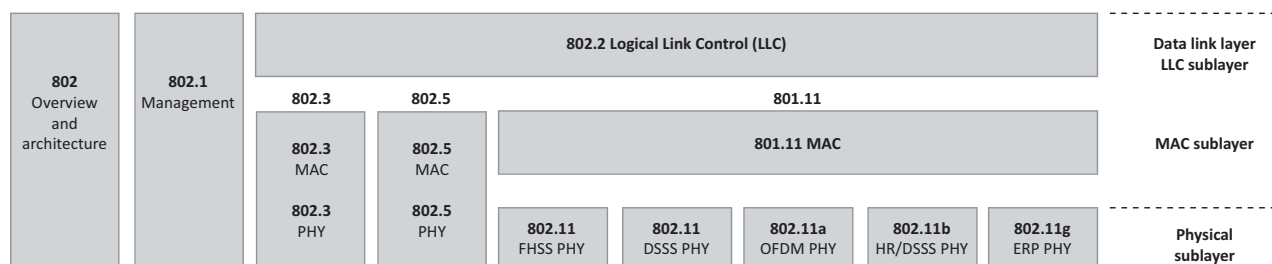 802
Overview
and
architecture
802.1
Management
802.2 Logical Link Control (LLC)
Data link layer
LLC sublayer
802.3
802.5
801.11
802.3
MAC
802.5
MAC
801.11 MAC
MAC sublayer
802.3
PHY
802.5
PHY
802.11
FHSS PHY
802.11
DSSS PHY
802.11a
OFDM PHY
802.11b
HR/DSSS PHY
802.11g
ERP PHY
Physical
sublayer